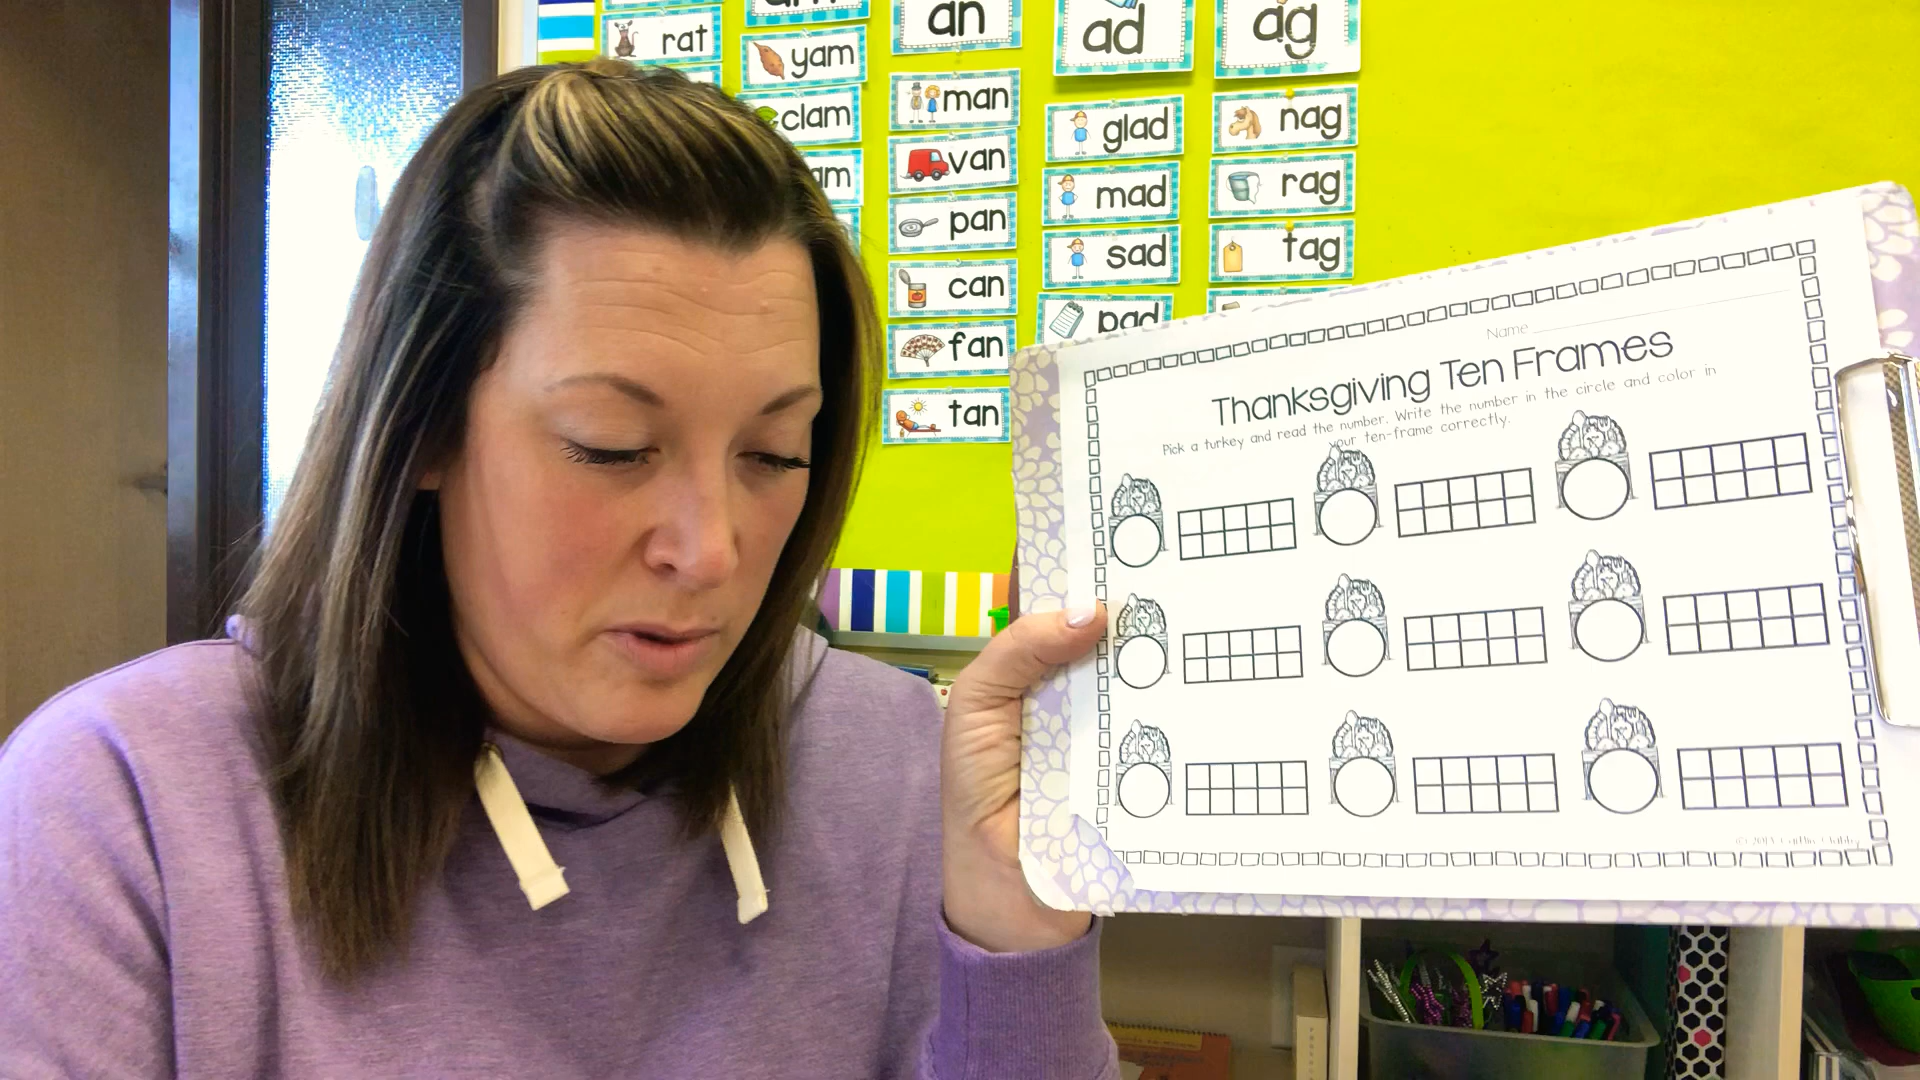 rat
yam
clam
am
an
man
van
pan
can
fan
tan
ad
glad
mad
sad
pad
ag
nag
rag
tag
Name
Thanksgiving Ten Frames
Pick a turkey and read the number. Write the number in the circle and color in
your ten-frame correctly.